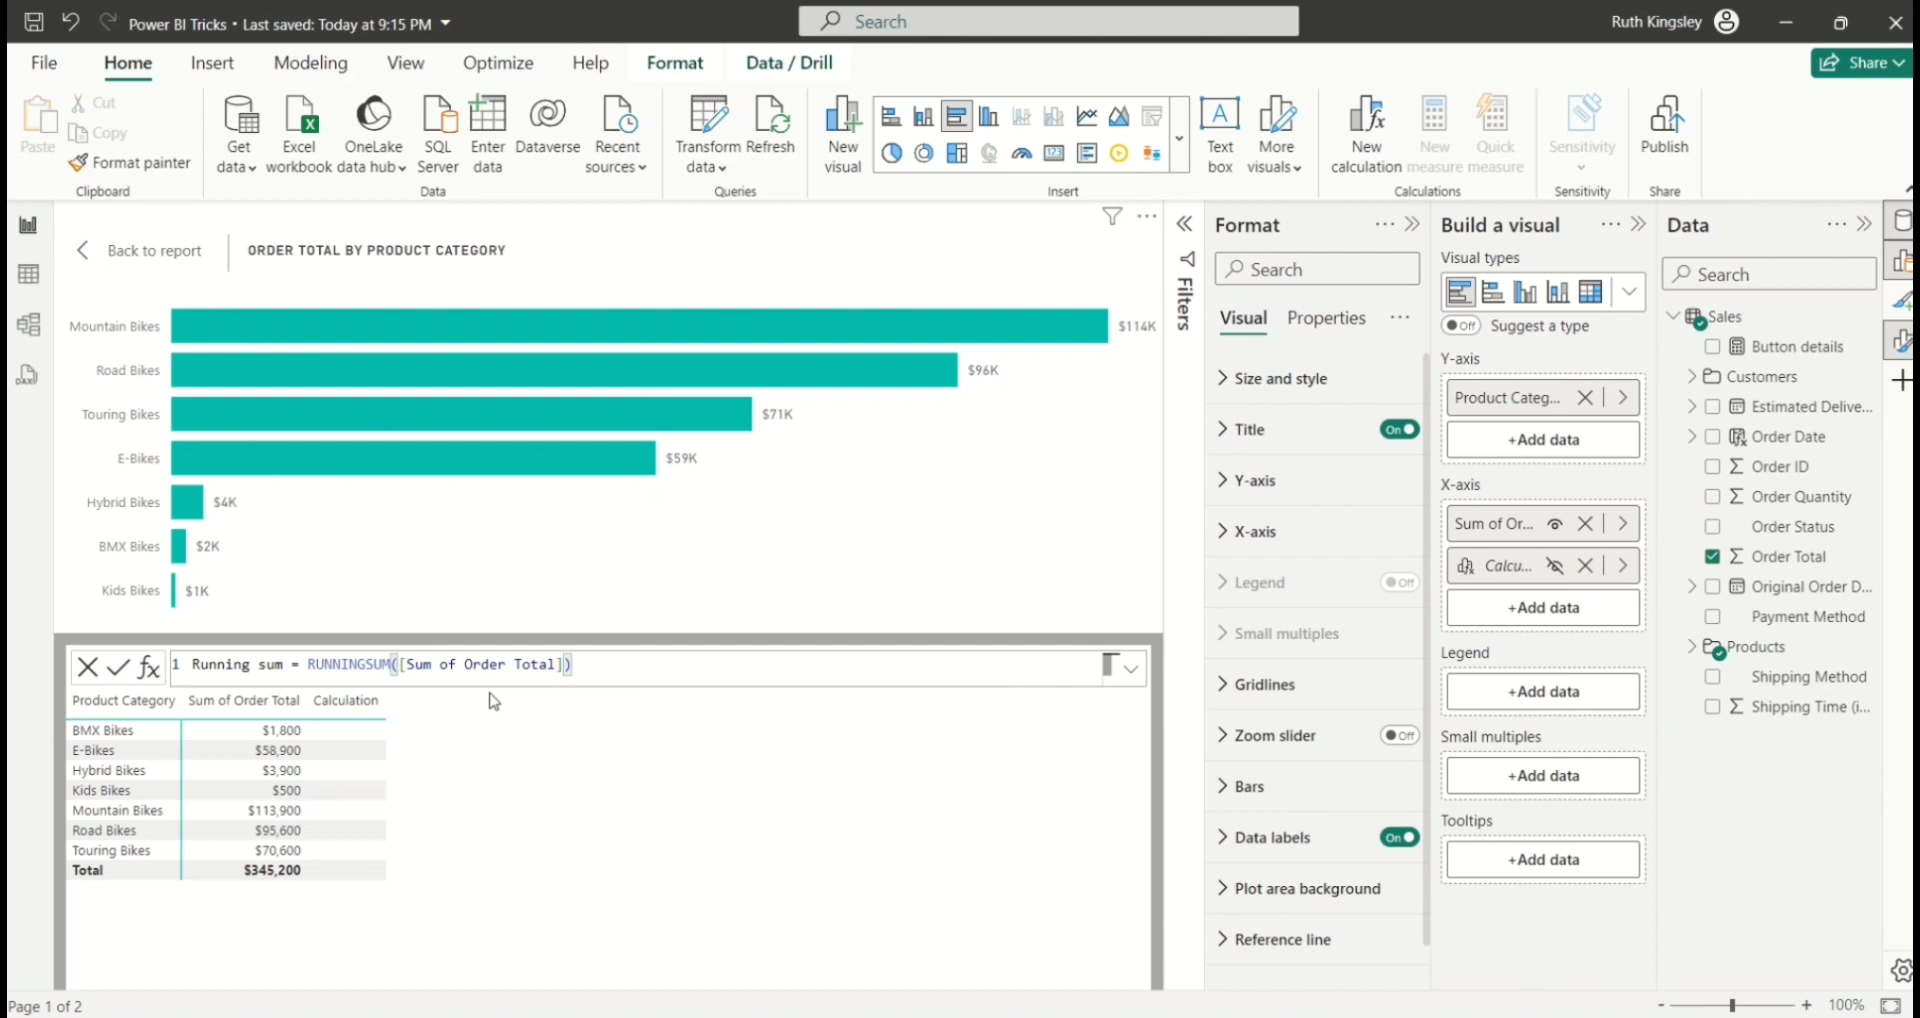 Power BI Tricks • Last saved: Today at 9:15 PM
Search
Ruth Kingsley
File
Home
Insert
Modeling
View
Optimize
Help
Format
Data / Drill
Share
Paste
Cut
Copy
Format painter
Clipboard
Get
data
Excel
workbook
OneLake
data hub
SQL
Server
Enter
data
Dataverse
Recent
sources
Data
Transform
data
Refresh
Queries
New
visual
Text
box
More
visuals
Insert
New
calculation
New
measure
Quick
measure
Calculations
Sensitivity
Sensitivity
Publish
Share
Back to report
ORDER TOTAL BY PRODUCT CATEGORY
Mountain Bikes $114K
Road Bikes $96K
Touring Bikes $71K
E-Bikes $59K
Hybrid Bikes $4K
BMX Bikes $2K
Kids Bikes $1K
1 Running sum = RUNNINGSUM([Sum of Order Total])
Product Category Sum of Order Total Calculation
BMX Bikes $1,800
E-Bikes $58,900
Hybrid Bikes $3,900
Kids Bikes $500
Mountain Bikes $113,900
Road Bikes $95,600
Touring Bikes $70,600
Total $345,200
Filters
Format
Search
Visual
Properties
Size and style
Title On
Y-axis
X-axis
Legend Off
Small multiples
Gridlines
Zoom slider Off
Bars
Data labels On
Plot area background
Reference line
Build a visual
Visual types
Off Suggest a type
Y-axis
Product Categ...
+Add data
X-axis
Sum of Or...
Calcu...
+Add data
Legend
+Add data
Small multiples
+Add data
Tooltips
+Add data
Data
Search
Sales
Button details
Customers
Estimated Delive...
Order Date
Order ID
Order Quantity
Order Status
Order Total
Original Order D...
Payment Method
Products
Shipping Method
Shipping Time (i...
DAX
Page 1 of 2
- + 100%